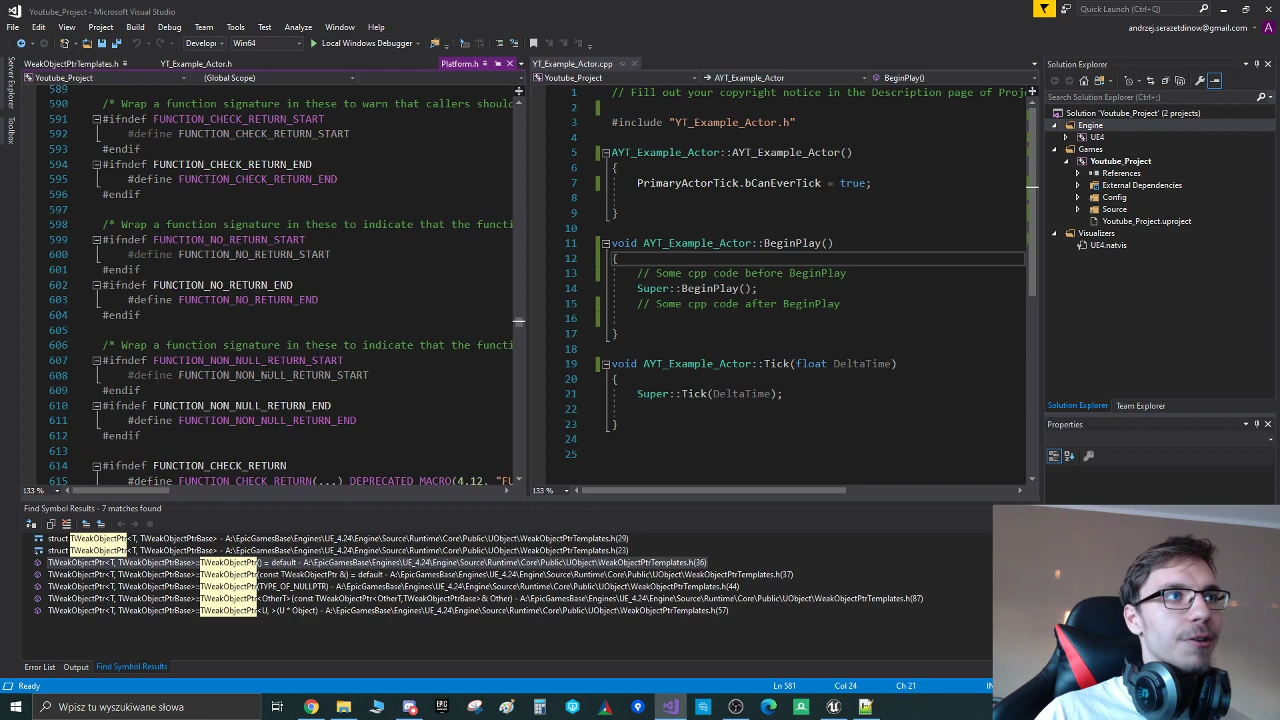 Youtube_Project - Microsoft Visual Studio
Quick Launch (Ctrl+Q)
File Edit View Project Build Debug Team Tools Test Analyze Window Help
andrzej.serazetdinow@gmail.com
Develop Win64 Local Windows Debugger
Server Explorer
Toolbox
WeakObjectPtrTemplates.h YT_Example_Actor.h Platform.h
Youtube_Project (Global Scope)
589
590 /* Wrap a function signature in these to warn that callers shoul
591 #ifndef FUNCTION_CHECK_RETURN_START
592 #define FUNCTION_CHECK_RETURN_START
593 #endif
594 #ifndef FUNCTION_CHECK_RETURN_END
595 #define FUNCTION_CHECK_RETURN_END
596 #endif
597
598 /* Wrap a function signature in these to indicate that the functi
599 #ifndef FUNCTION_NO_RETURN_START
600 #define FUNCTION_NO_RETURN_START
601 #endif
602 #ifndef FUNCTION_NO_RETURN_END
603 #define FUNCTION_NO_RETURN_END
604 #endif
605
606 /* Wrap a function signature in these to indicate that the functi
607 #ifndef FUNCTION_NON_NULL_RETURN_START
608 #define FUNCTION_NON_NULL_RETURN_START
609 #endif
610 #ifndef FUNCTION_NON_NULL_RETURN_END
611 #define FUNCTION_NON_NULL_RETURN_END
612 #endif
613
614 #ifndef FUNCTION_CHECK_RETURN
615 #define FUNCTION_CHECK_RETURN(...) DEPRECATED_MACRO(4.12, "FU
133 %
YT_Example_Actor.cpp
Youtube_Project AYT_Example_Actor BeginPlay()
1 // Fill out your copyright notice in the Description page of Proj
2
3 #include "YT_Example_Actor.h"
4
5 AYT_Example_Actor::AYT_Example_Actor()
6 {
7 PrimaryActorTick.bCanEverTick = true;
8
9 }
10
11 void AYT_Example_Actor::BeginPlay()
12 {
13 // Some cpp code before BeginPlay
14 Super::BeginPlay();
15 // Some cpp code after BeginPlay
16
17 }
18
19 void AYT_Example_Actor::Tick(float DeltaTime)
20 {
21 Super::Tick(DeltaTime);
22
23 }
24
25
133 %
Solution Explorer
Search Solution Explorer (Ctrl+;)
Solution 'Youtube_Project' (2 projects)
Engine
UE4
Games
Youtube_Project
References
External Dependencies
Config
Source
Youtube_Project.uproject
Visualizers
UE4.natvis
Solution Explorer Team Explorer
Properties
Find Symbol Results - 7 matches found
struct TWeakObjectPtr<T, TWeakObjectPtrBase> - A:\EpicGamesBase\Engines\UE_4.24\Engine\Source\Runtime\Core\Public\UObject\WeakObjectPtrTemplates.h(29)
struct TWeakObjectPtr<T, TWeakObjectPtrBase> - A:\EpicGamesBase\Engines\UE_4.24\Engine\Source\Runtime\Core\Public\UObject\WeakObjectPtrTemplates.h(23)
TWeakObjectPtr<T, TWeakObjectPtrBase>::TWeakObjectPtr() = default - A:\EpicGamesBase\Engines\UE_4.24\Engine\Source\Runtime\Core\Public\UObject\WeakObjectPtrTemplates.h(36)
TWeakObjectPtr<T, TWeakObjectPtrBase>::TWeakObjectPtr(const TWeakObjectPtr &) = default - A:\EpicGamesBase\Engines\UE_4.24\Engine\Source\Runtime\Core\Public\UObject\WeakObjectPtrTemplates.h(37)
TWeakObjectPtr<T, TWeakObjectPtrBase>::TWeakObjectPtr(TYPE_OF_NULLPTR) - A:\EpicGamesBase\Engines\UE_4.24\Engine\Source\Runtime\Core\Public\UObject\WeakObjectPtrTemplates.h(44)
TWeakObjectPtr<T, TWeakObjectPtrBase>::TWeakObjectPtr<OtherT>(const TWeakObjectPtr<OtherT,TWeakObjectPtrBase> & Other) - A:\EpicGamesBase\Engines\UE_4.24\Engine\Source\Runtime\Core\Public\UObject\WeakObjectPtrTemplates.h(87)
TWeakObjectPtr<T, TWeakObjectPtrBase>::TWeakObjectPtr<U, >(U * Object) - A:\EpicGamesBase\Engines\UE_4.24\Engine\Source\Runtime\Core\Public\UObject\WeakObjectPtrTemplates.h(57)
Error List Output Find Symbol Results
Ready Ln 581 Col 24 Ch 21 IN
Wpisz tu wyszukiwane słowa